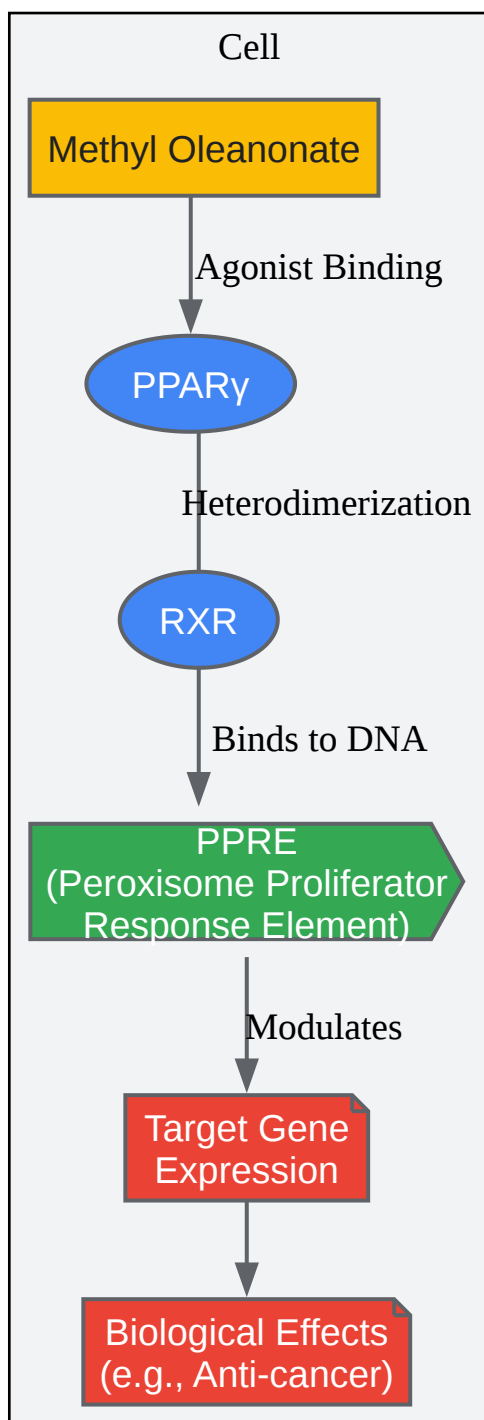 Cell
Methyl Oleanonate
Agonist Binding
PPARγ
Heterodimerization
RXR
Binds to DNA
PPRE
(Peroxisome Proliferator
Response Element)
Modulates
Target Gene
Expression
Biological Effects
(e.g., Anti-cancer)